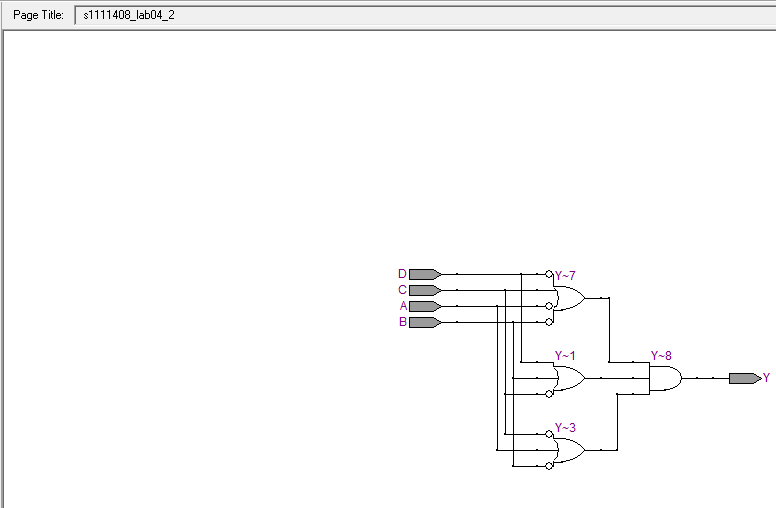 Page Title: s1111408_lab04_2
D
Y~7
C
A
B
Y~1
Y~8
Y
Y~3